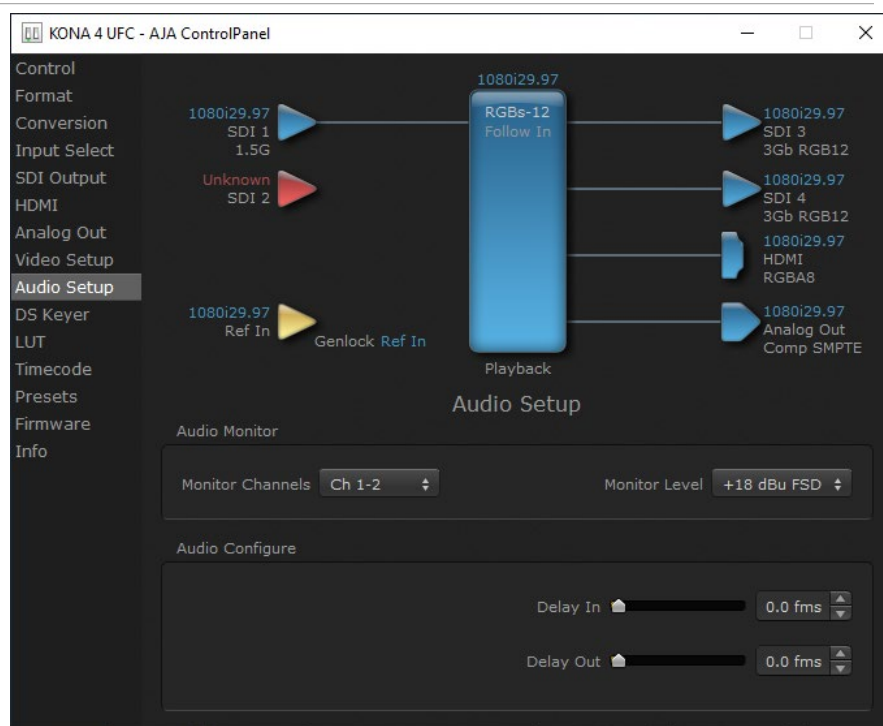 KONA 4 UFC - AJA ControlPanel
Control
Format
Conversion
Input Select
SDI Output
HDMI
Analog Out
Video Setup
Audio Setup
DS Keyer
LUT
Timecode
Presets
Firmware
Info
1080i29.97
SDI 1
1.5G
Unknown
SDI 2
1080i29.97
Ref In
Genlock Ref In
1080i29.97
RGBs-12
Follow In
Playback
1080i29.97
SDI 3
3Gb RGB12
1080i29.97
SDI 4
3Gb RGB12
1080i29.97
HDMI
RGBA8
1080i29.97
Analog Out
Comp SMPTE
Audio Setup
Audio Monitor
Monitor Channels Ch 1-2
Monitor Level +18 dBu FSD
Audio Configure
Delay In 0.0 fms
Delay Out 0.0 fms